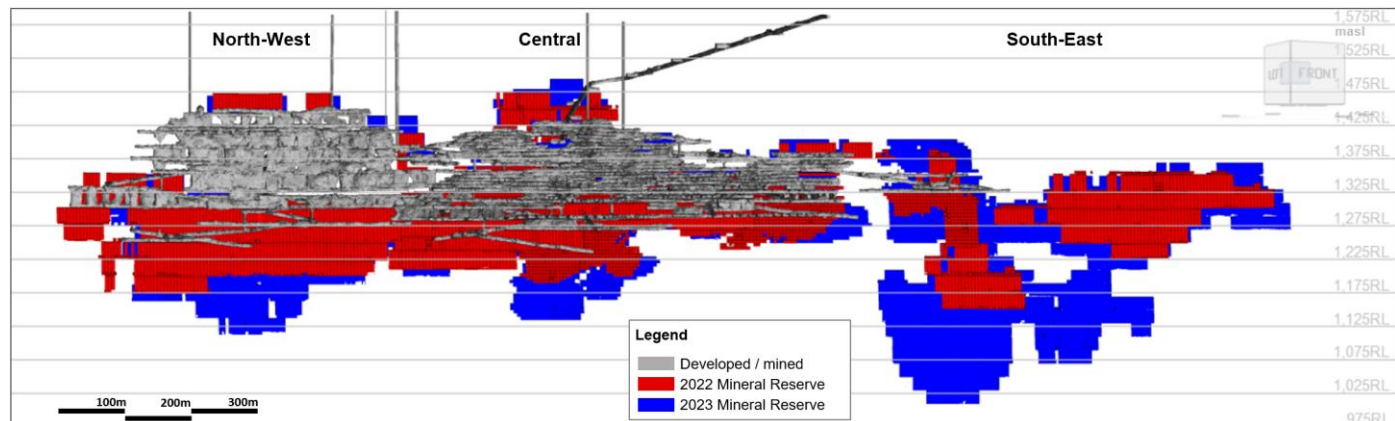 1,575RL
masl
North-West
Central
South-East
1,525RL
FRONT
1,475RL
1,425RL
1,375RL
1,325RL
1,275RL
1,225RL
1,175RL
1,125RL
Legend
Developed / mined
2022 Mineral Reserve
2023 Mineral Reserve
1,075RL
1,025RL
100m
200m
300m
975RL